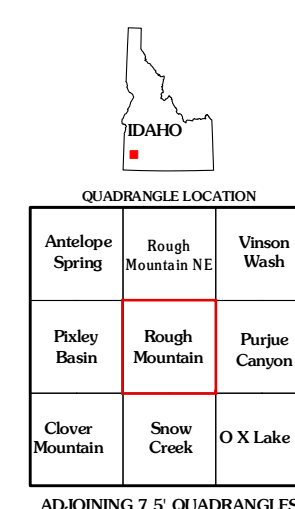 IDAHO
QUADRANGLE LOCATION
Antelope
Spring
Rough
Mountain NE
Vinson
Wash
Pixley
Basin
Rough
Mountain
Purjue
Canyon
Clover
Mountain
Snow
Creek
O X Lake
ADJOINING 7.5' QUADRANGLES